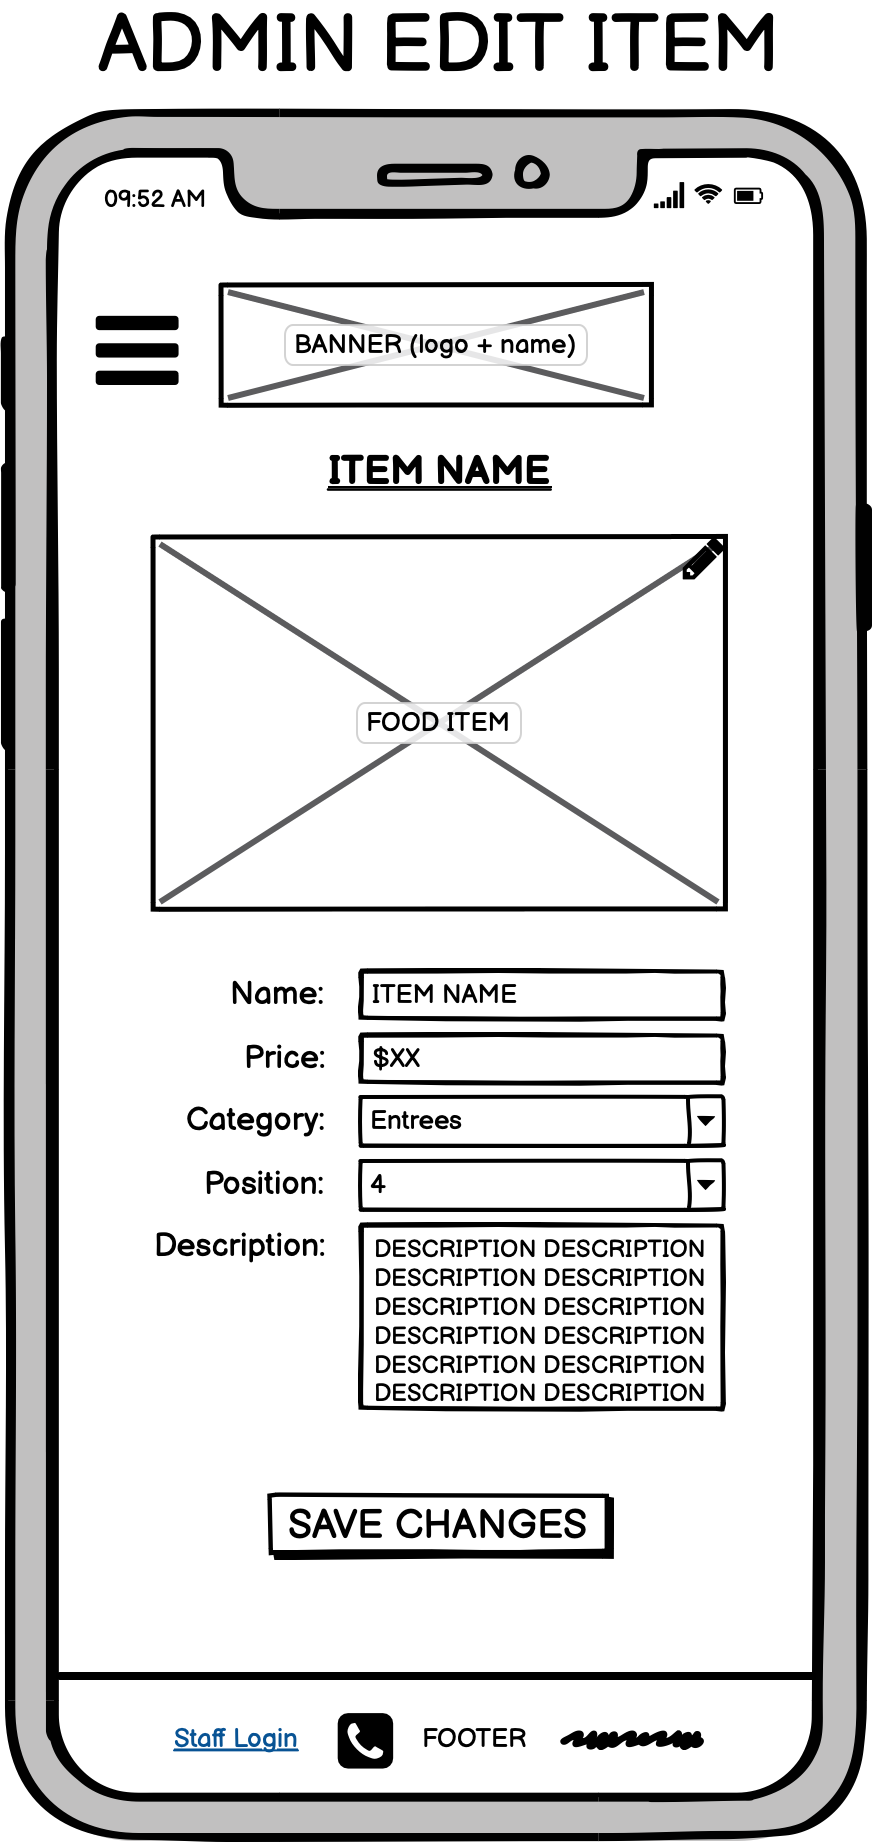 ADMIN EDIT ITEM
09:52 AM
BANNER (logo + name)
ITEM NAME
FOOD ITEM
Name: ITEM NAME
Price: $XX
Category: Entrees
Position: 4
Description: DESCRIPTION DESCRIPTION
DESCRIPTION DESCRIPTION
DESCRIPTION DESCRIPTION
DESCRIPTION DESCRIPTION
DESCRIPTION DESCRIPTION
DESCRIPTION DESCRIPTION
SAVE CHANGES
Staff Login FOOTER